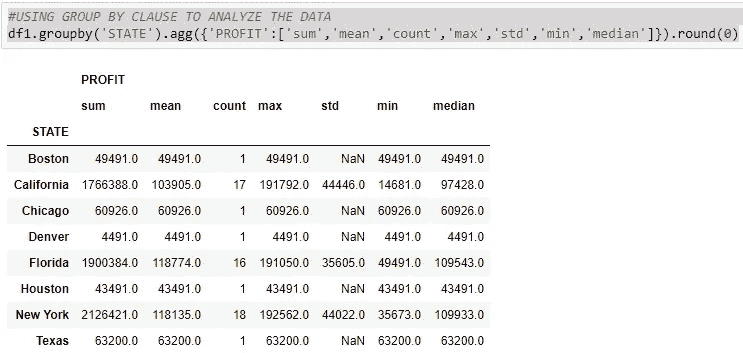 #USING GROUP BY CLAUSE TO ANALYZE THE DATA
df1.groupby('STATE').agg({'PROFIT':['sum','mean','count','max','std','min','median']}).round(0)
PROFIT
sum mean count max std min median
STATE
Boston 49491.0 49491.0 1 49491.0 NaN 49491.0 49491.0
California 1766388.0 103905.0 17 191792.0 44446.0 14681.0 97428.0
Chicago 60926.0 60926.0 1 60926.0 NaN 60926.0 60926.0
Denver 4491.0 4491.0 1 4491.0 NaN 4491.0 4491.0
Florida 1900384.0 118774.0 16 191050.0 35605.0 49491.0 109543.0
Houston 43491.0 43491.0 1 43491.0 NaN 43491.0 43491.0
New York 2126421.0 118135.0 18 192562.0 44022.0 35673.0 109933.0
Texas 63200.0 63200.0 1 63200.0 NaN 63200.0 63200.0